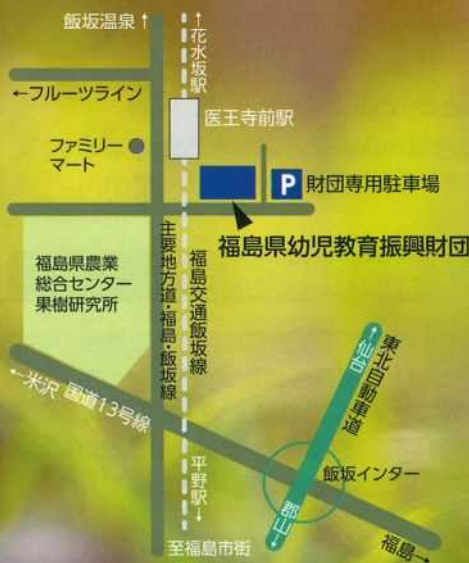 飯坂温泉↑
←花水坂駅
←フルーツライン
医王寺前駅
ファミリー
マート
P 財団専用駐車場
福島県幼児教育振興財団
福島県農業
総合センター
果樹研究所
主要地方道・福島・飯坂線
福島交通飯坂線
←米沢 国道13号線
←仙台
東北自動車道
飯坂インター
平野駅→
郡山→
至福島市街
福島→